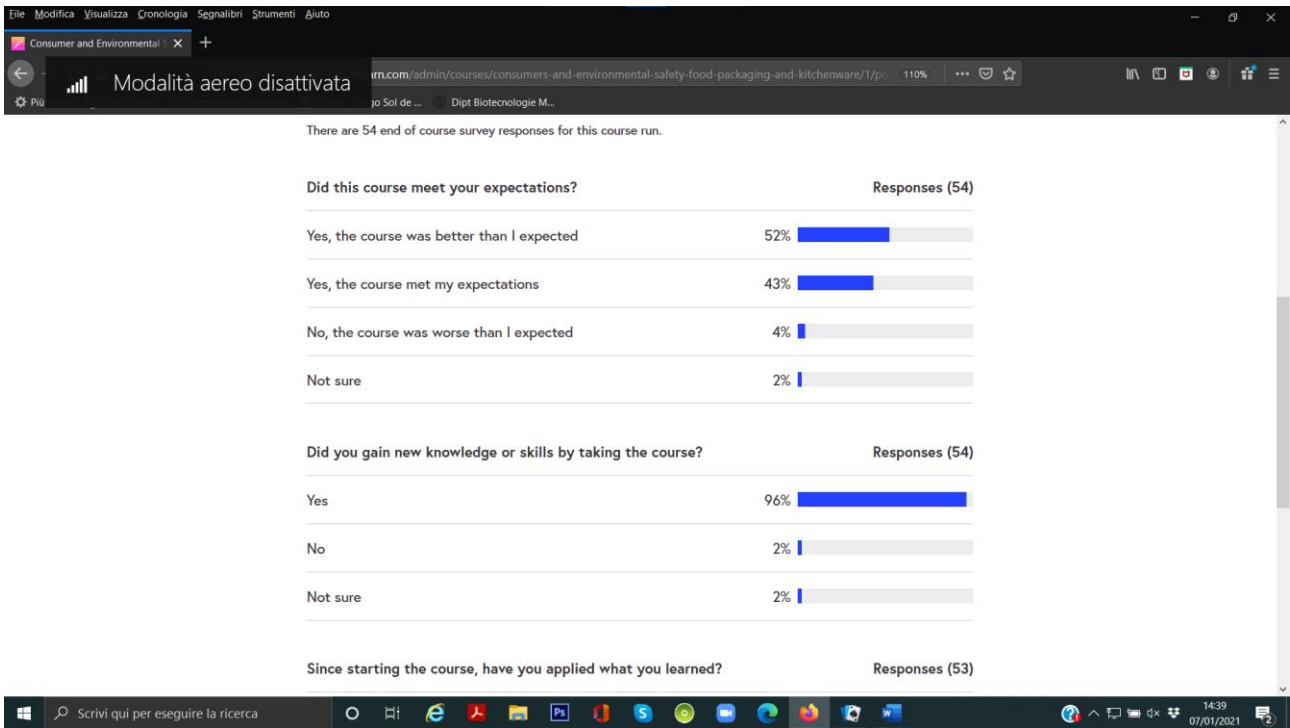 File Modifica Visualizza Cronologia Segnalibri Strumenti Aiuto
Consumer and Environmental
Modalità aereo disattivata
rn.com/admin/courses/consumers-and-environmental-safety-food-packaging-and-kitchenware/1/po 110%
Più
go Sol de ... Dipt Biotecnologie M...
There are 54 end of course survey responses for this course run.
Did this course meet your expectations? Responses (54)
Yes, the course was better than I expected 52%
Yes, the course met my expectations 43%
No, the course was worse than I expected 4%
Not sure 2%
Did you gain new knowledge or skills by taking the course? Responses (54)
Yes 96%
No 2%
Not sure 2%
Since starting the course, have you applied what you learned? Responses (53)
Scrivi qui per eseguire la ricerca
Ps
14:39
07/01/2021